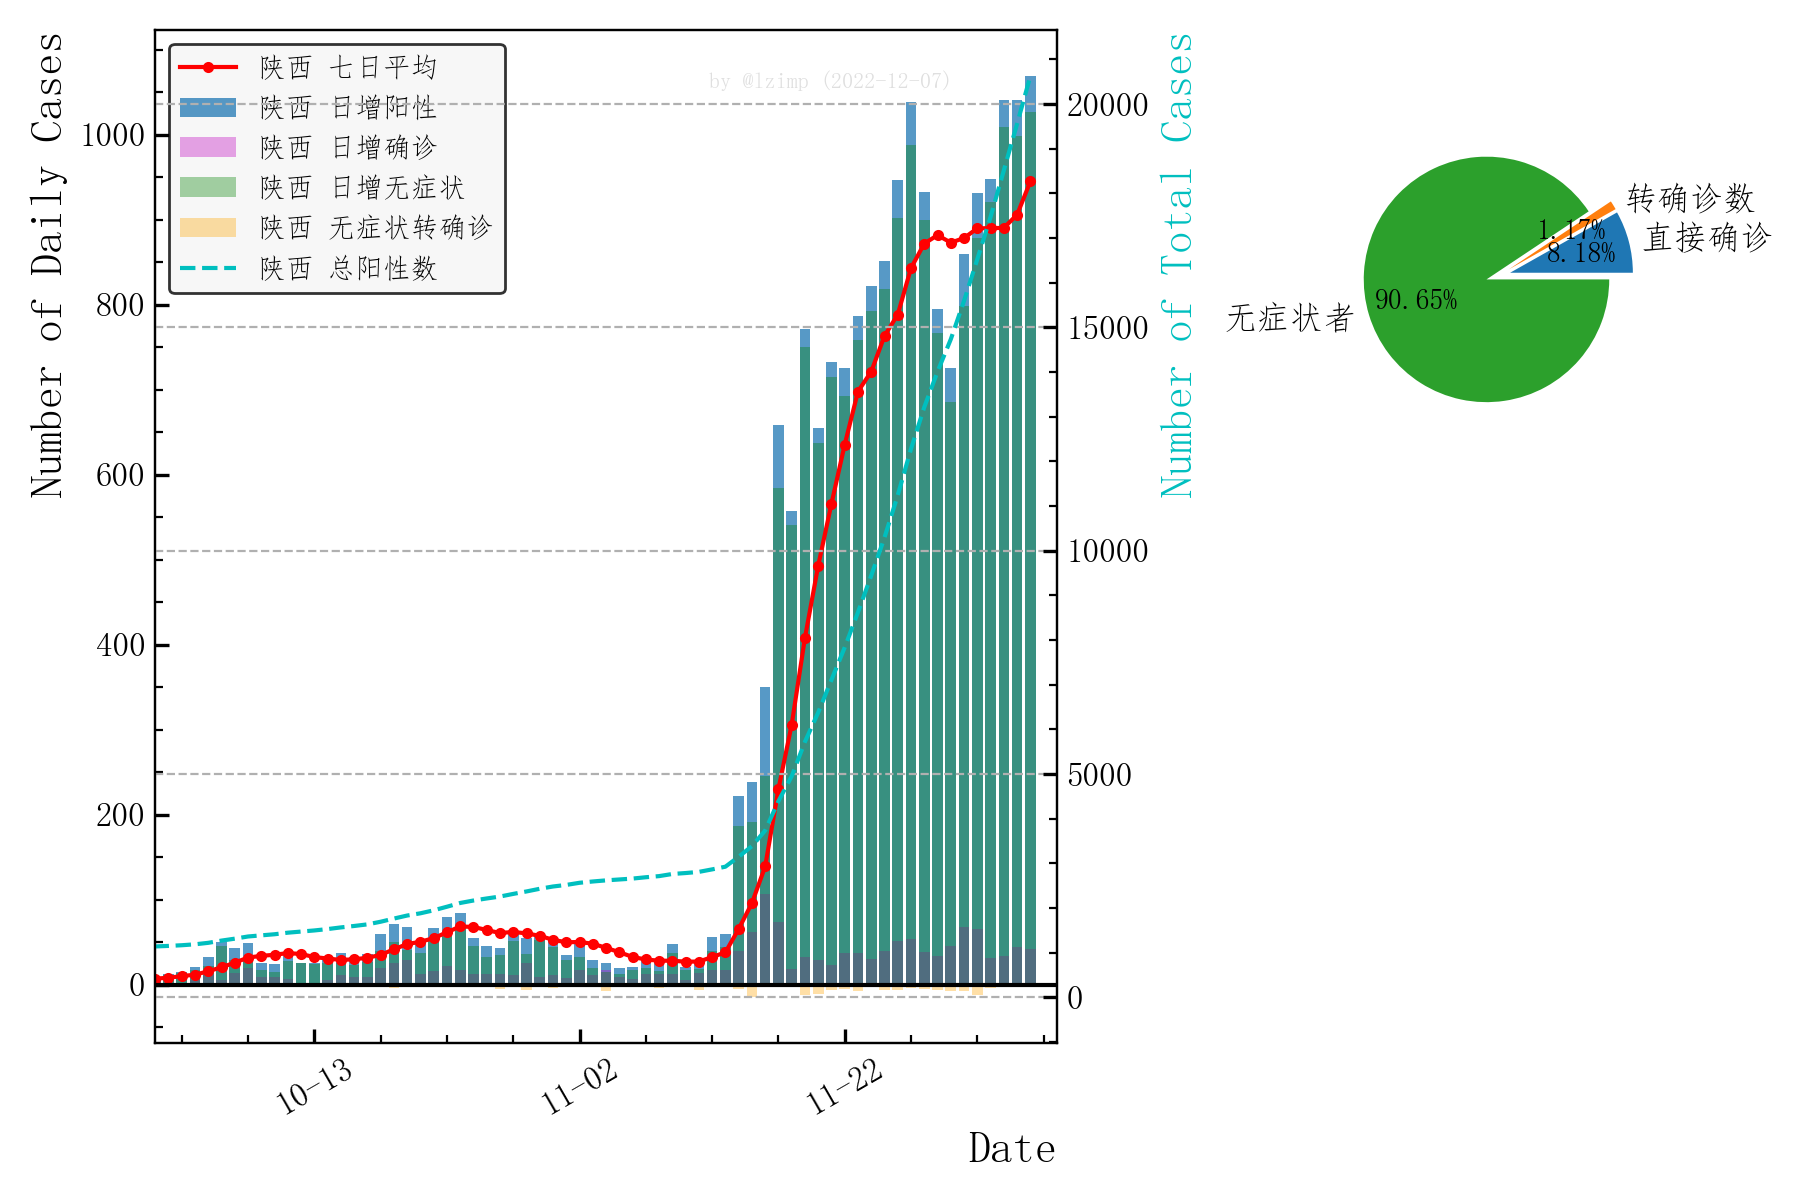 Number of Daily Cases
1000
800
600
400
200
0
陕西 七日平均
陕西 日增阳性
陕西 日增确诊
陕西 日增无症状
陕西 无症状转确诊
陕西 总阳性数
by @lzimp (2022-12-07)
20000
15000
10000
5000
0
Number of Total Cases
10-13
11-02
11-22
Date
转确诊数
1.17%
直接确诊
8.18%
90.65%
无症状者